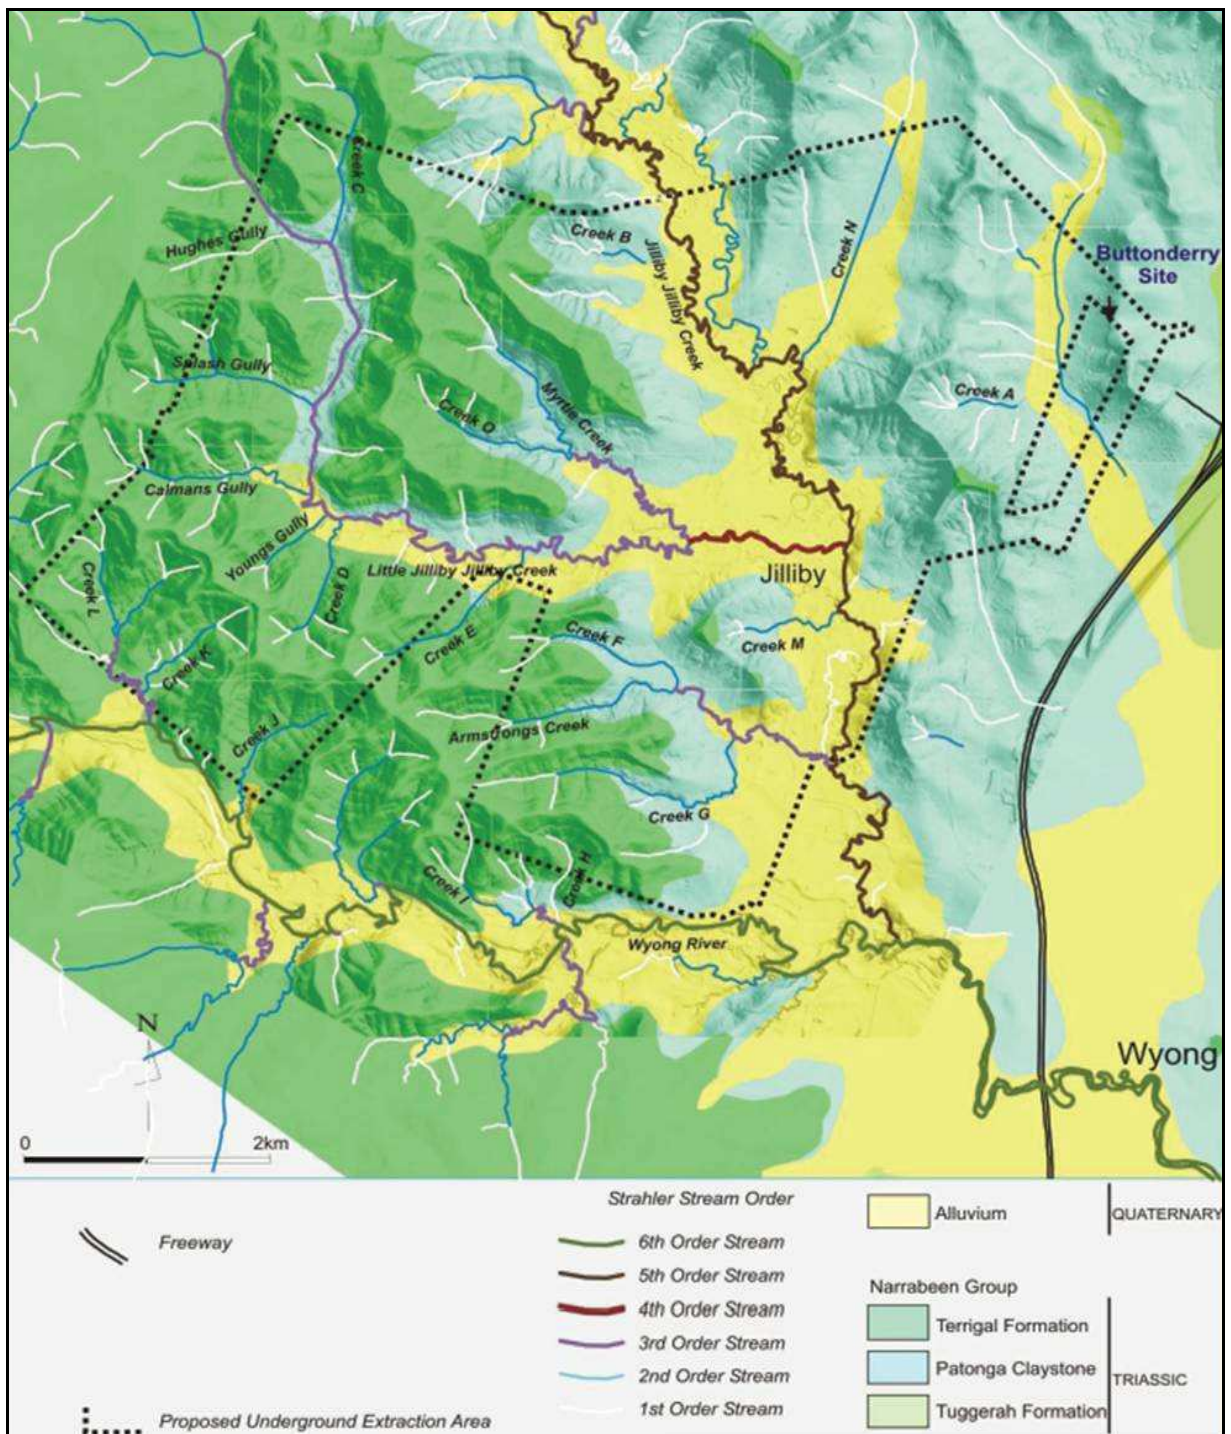 Creek C
Hughes Gully
Creek B
Jilliby Jilliby Creek
Creek N
Buttonderry
Site
Splash Gully
Creek O
Myrtle Creek
Creek A
Calmans Gully
Youngs Gully
Creek L
Creek D
Little Jilliby Jilliby Creek
Jilliby
Creek K
Creek E
Creek F
Creek M
Creek J
Armstrongs Creek
Creek G
Creek I
Creek H
Wyong River
N
Wyong
0 2km
Strahler Stream Order
Freeway
6th Order Stream
5th Order Stream
4th Order Stream
3rd Order Stream
2nd Order Stream
1st Order Stream
Proposed Underground Extraction Area
Alluvium
QUATERNARY
Narrabeen Group
Terrigal Formation
Patonga Claystone
Tuggerah Formation
TRIASSIC